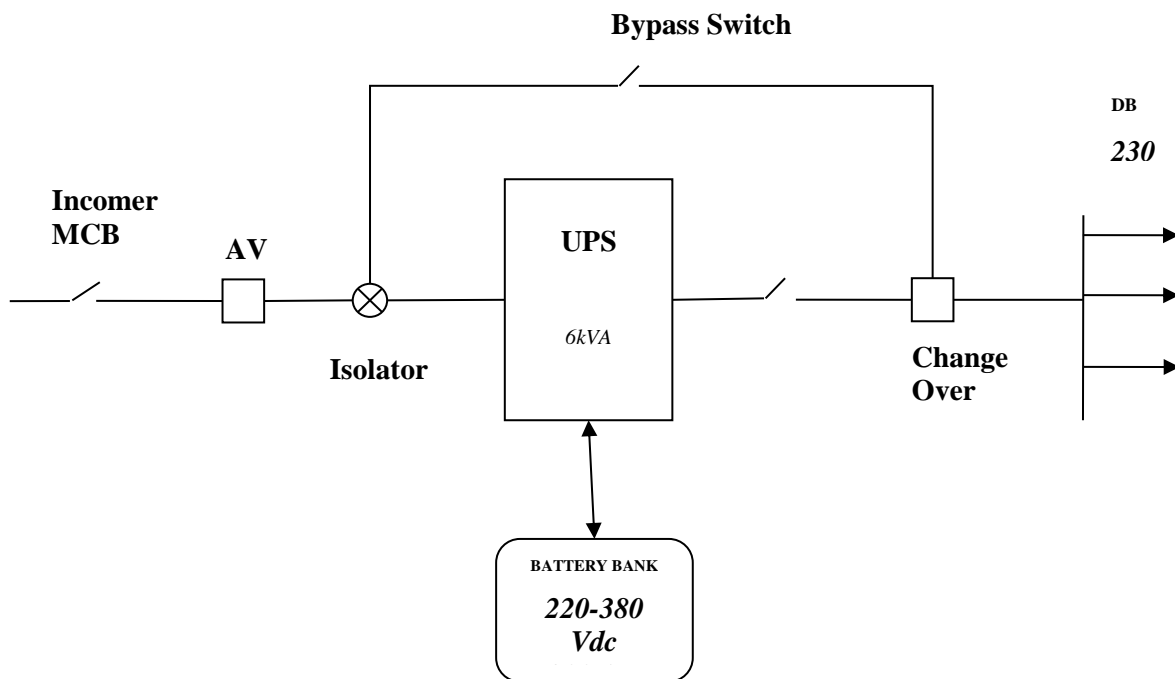 Bypass Switch
DB
230
Incomer
MCB
AV
UPS
6kVA
Isolator
Change
Over
BATTERY BANK
220-380
Vdc